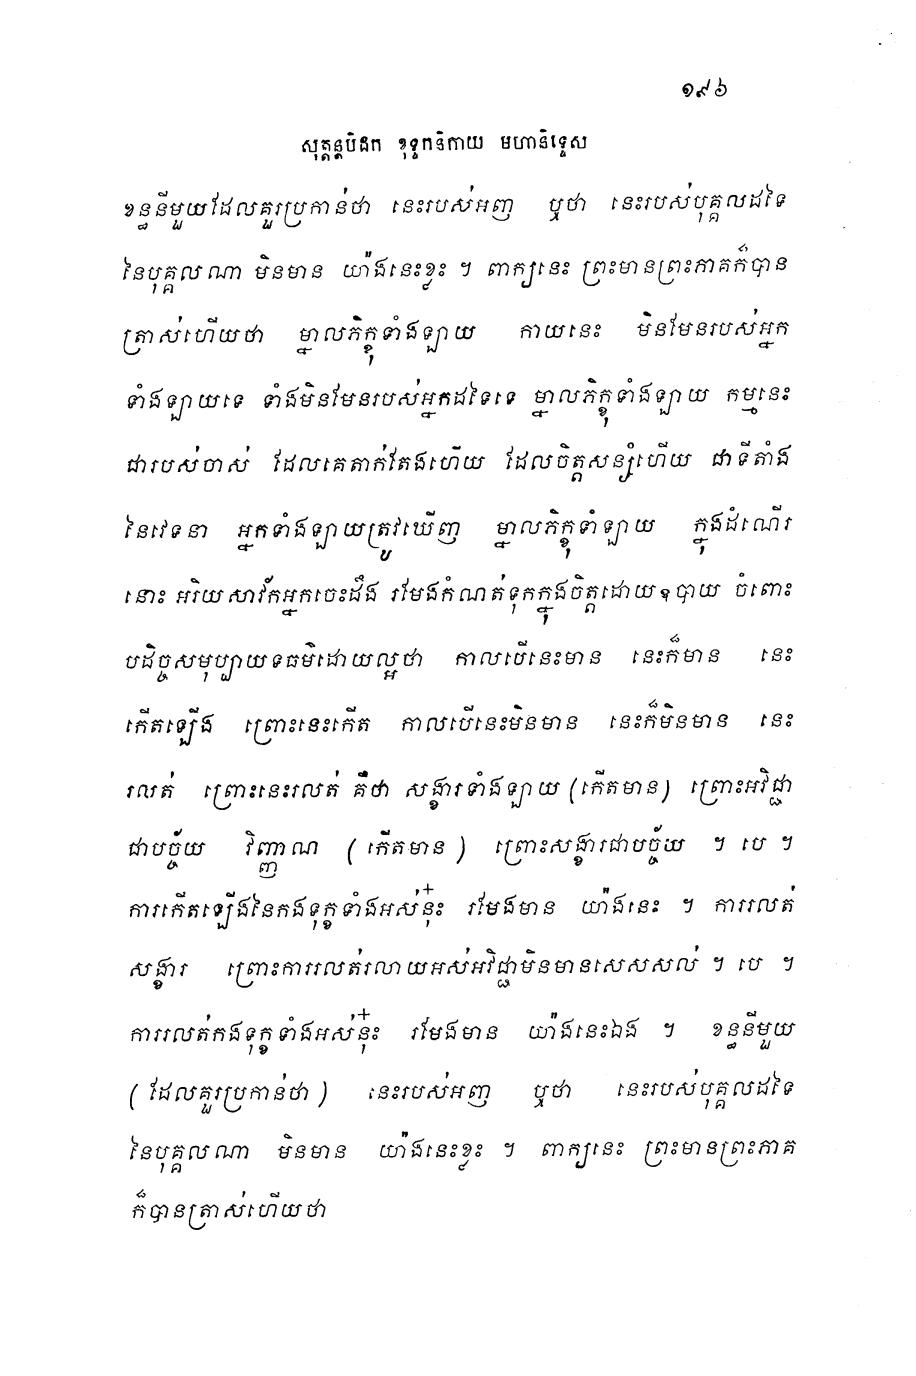 ១៩៦
សុត្តន្តបិដក ខុទ្ទកនិកាយ មហានិទ្ទេស
ខន្ធនីមួយដែលគួរប្រកាន់ថា នេះរបស់អញ ឬថា នេះរបស់បុគ្គលដទៃ
នៃបុគ្គលណា មិនមាន យ៉ាងនេះខ្លះ ។ ពាក្យនេះ ព្រះមានព្រះភាគក៏បាន
ត្រាស់ហើយថា ម្នាលភិក្ខុទាំងឡាយ កាយនេះ មិនមែនរបស់អ្នក
ទាំងឡាយទេ ទាំងមិនមែនរបស់អ្នកដទៃទេ ម្នាលភិក្ខុទាំងឡាយ កម្មនេះ
ជារបស់ចាស់ ដែលគេតាក់តែងហើយ ដែលចិត្តសន្សំហើយ ជាទីតាំង
នៃវេទនា អ្នកទាំងឡាយត្រូវឃើញ ម្នាលភិក្ខុទាំឡាយ ក្នុងដំណើរ
នោះ អរិយសាវ័កអ្នកចេះដឹង រមែងកំណត់ទុកក្នុងចិត្តដោយឧបាយ ចំពោះ
បដិច្ចសមុប្បាយទធម៌ដោយល្អថា កាលបើនេះមាន នេះក៏មាន នេះ
កើតឡើង ព្រោះនេះកើត កាលបើនេះមិនមាន នេះក៏មិនមាន នេះ
រលត់ ព្រោះនេះរលត់ គឺថា សង្ខារទាំងឡាយ (កើតមាន) ព្រោះអវិជ្ជា
ជាបច្ច័យ វិញ្ញាណ ( កើតមាន ) ព្រោះសង្ខារជាបច្ច័យ ។ បេ ។
ការកើតឡើងនៃកងទុក្ខទាំងអស់នុ៎ះ រមែងមាន យ៉ាងនេះ ។ ការរលត់
សង្ខារ ព្រោះការរលត់រលាយអស់អវិជ្ជាមិនមានសេសសល់ ។ បេ ។
ការរលត់កងទុក្ខទាំងអស់នុ៎ះ រមែងមាន យ៉ាងនេះឯង ។ ខន្ធនីមួយ
( ដែលគួរប្រកាន់ថា ) នេះរបស់អញ ឬថា នេះរបស់បុគ្គលដទៃ
នៃបុគ្គលណា មិនមាន យ៉ាងនេះខ្លះ ។ ពាក្យនេះ ព្រះមានព្រះភាគ
ក៏បានត្រាស់ហើយថា